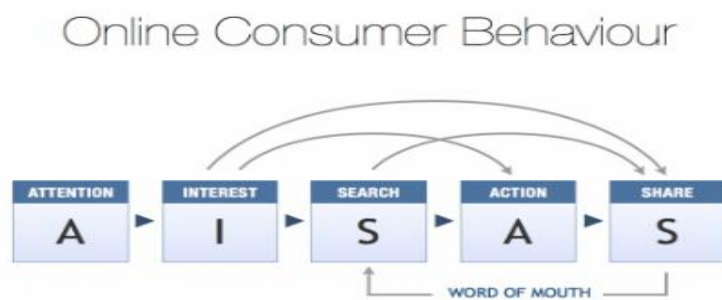 Online Consumer Behaviour
ATTENTION INTEREST SEARCH ACTION SHARE
A I S A S
WORD OF MOUTH